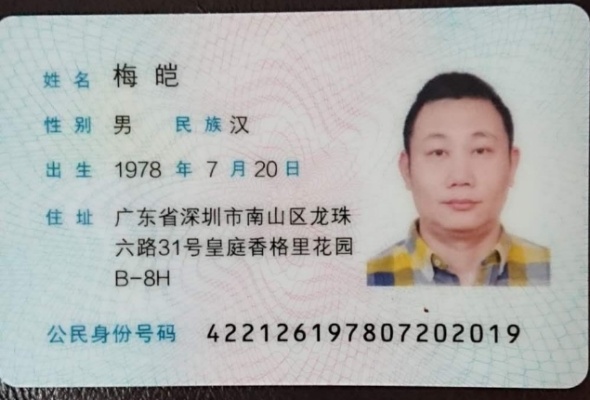 姓名 梅皑
性别 男 民族 汉
出生 1978 年 7 月 20 日
住址 广东省深圳市南山区龙珠
六路31号皇庭香格里花园
B-8H
公民身份号码 422126197807202019